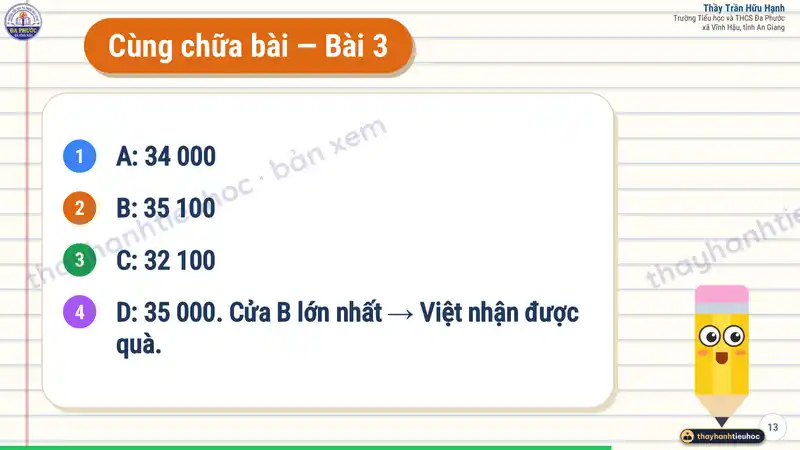 Thầy Trần Hữu Hạnh
Trường Tiểu học và THCS Đa Phước
xã Vĩnh Hậu, tỉnh An Giang
ĐA PHƯỚC
Cùng chữa bài – Bài 3
1 A: 34 000
2 B: 35 100
3 C: 32 100
4 D: 35 000. Cửa B lớn nhất → Việt nhận được
quà.
thayhanhtieuhoc · bản xem
thayhanhtieuhoc
13